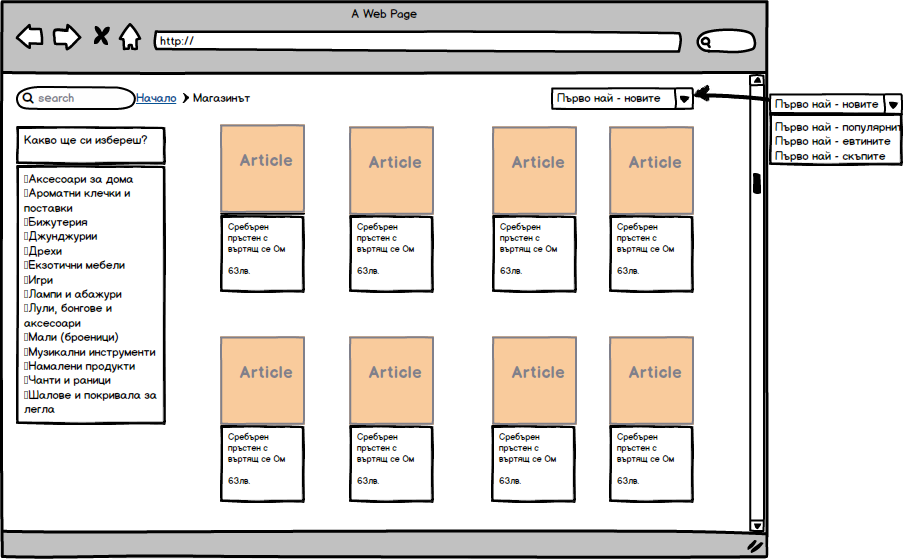 A Web Page
http://
search
Начало
Магазинът
Първо най - новите
Първо най - новите
Първо най - популярнит
Първо най - евтините
Първо най - скъпите
Какво ще си избереш?
Аксесоари за дома
Ароматни клечки и
поставки
Бижутерия
Джунджурии
Дрехи
Екзотични мебели
Игри
Лампи и абажури
Лули, бонгове и
аксесоари
Мали (броеници)
Музикални инструменти
Намалени продукти
Чанти и раници
Шалове и покривала за
легла
Article
Article
Article
Article
Сребърен
пръстен с
въртящ се Ом
63лв.
Сребърен
пръстен с
въртящ се Ом
63лв.
Сребърен
пръстен с
въртящ се Ом
63лв.
Сребърен
пръстен с
въртящ се Ом
63лв.
Article
Article
Article
Article
Сребърен
пръстен с
въртящ се Ом
63лв.
Сребърен
пръстен с
въртящ се Ом
63лв.
Сребърен
пръстен с
въртящ се Ом
63лв.
Сребърен
пръстен с
въртящ се Ом
63лв.